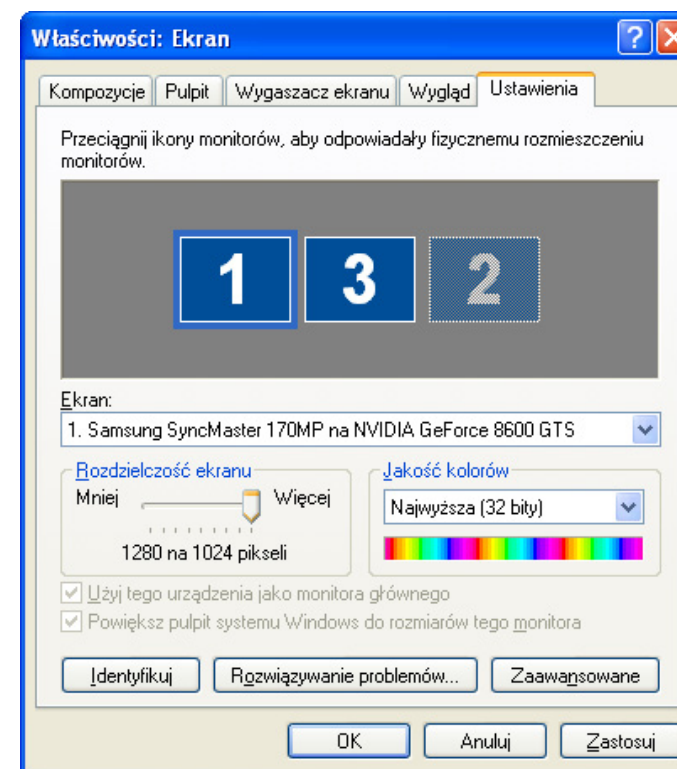 Właściwości: Ekran
Kompozycje Pulpit Wygaszacz ekranu Wygląd Ustawienia
Przeciągnij ikony monitorów, aby odpowiadały fizycznemu rozmieszczeniu
monitorów.
1 3 2
Ekran:
1. Samsung SyncMaster 170MP na NVIDIA GeForce 8600 GTS
Rozdzielczość ekranu
Mniej Więcej
1280 na 1024 pikseli
Jakość kolorów
Najwyższa (32 bity)
Użyj tego urządzenia jako monitora głównego
Powiększ pulpit systemu Windows do rozmiarów tego monitora
Identyfikuj Rozwiązywanie problemów... Zaawansowane
OK Anuluj Zastosuj